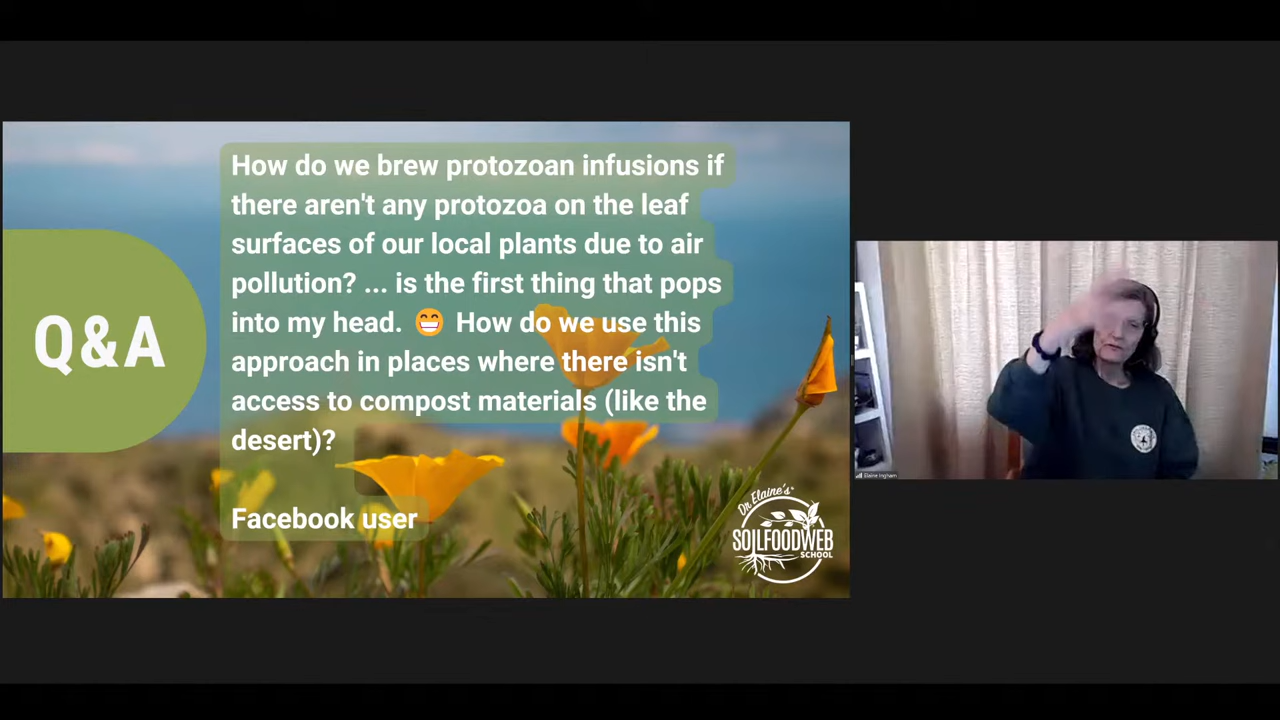 Q&A
How do we brew protozoan infusions if
there aren't any protozoa on the leaf
surfaces of our local plants due to air
pollution? ... is the first thing that pops
into my head. 😁 How do we use this
approach in places where there isn't
access to compost materials (like the
desert)?
Facebook user
Dr. Elaine's
SOILFOODWEB
SCHOOL
Elaine Ingham